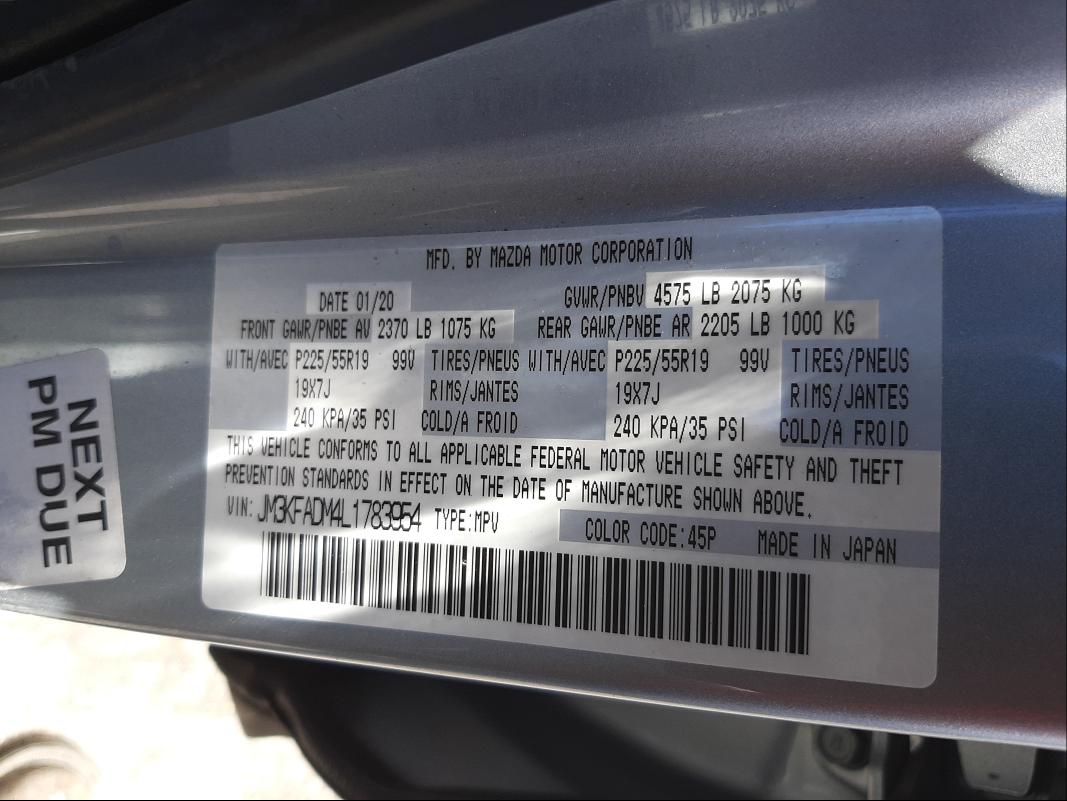 MFD. BY MAZDA MOTOR CORPORATION
DATE 01/20 GVWR/PNBV 4575 LB 2075 KG
FRONT GAWR/PNBE AV 2370 LB 1075 KG REAR GAWR/PNBE AR 2205 LB 1000 KG
WITH/AVEC P225/55R19 99V TIRES/PNEUS WITH/AVEC P225/55R19 99V TIRES/PNEUS
19X7J RIMS/JANTES 19X7J RIMS/JANTES
240 KPA/35 PSI COLD/A FROID 240 KPA/35 PSI COLD/A FROID
THIS VEHICLE CONFORMS TO ALL APPLICABLE FEDERAL MOTOR VEHICLE SAFETY AND THEFT
PREVENTION STANDARDS IN EFFECT ON THE DATE OF MANUFACTURE SHOWN ABOVE.
VIN: JM3KFADM4L1783954 TYPE:MPV COLOR CODE:45P MADE IN JAPAN
NEXT
PM DUE